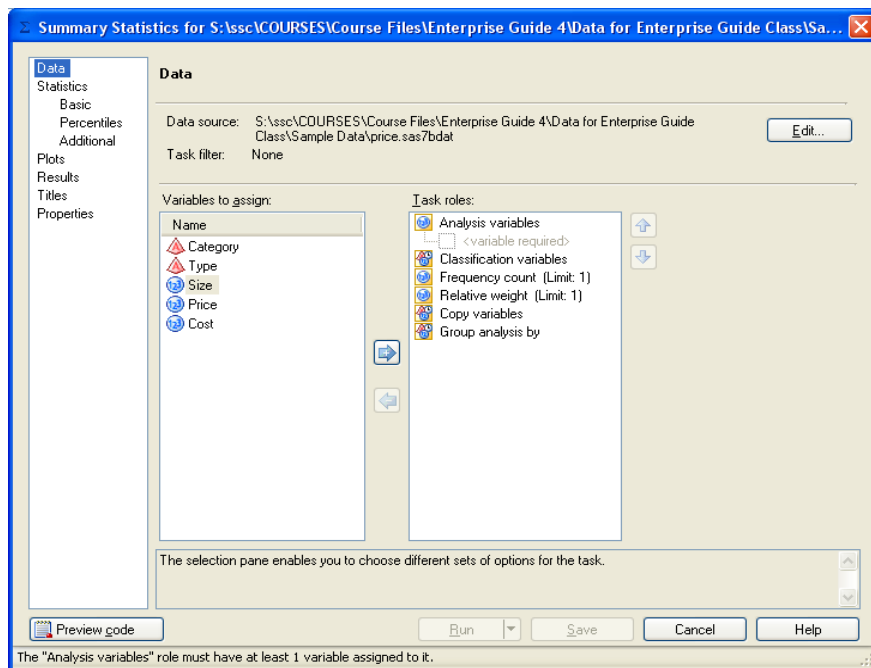 Σ Summary Statistics for S:\ssc\COURSES\Course Files\Enterprise Guide 4\Data for Enterprise Guide Class\Sa...
Data
Statistics
Basic
Percentiles
Additional
Plots
Results
Titles
Properties
Data
Data source: S:\ssc\COURSES\Course Files\Enterprise Guide 4\Data for Enterprise Guide
Class\Sample Data\price.sas7bdat
Edit...
Task filter: None
Variables to assign:
Name
Category
Type
123 Size
123 Price
123 Cost
Task roles:
Analysis variables
<variable required>
Classification variables
Frequency count (Limit: 1)
Relative weight (Limit: 1)
Copy variables
Group analysis by
The selection pane enables you to choose different sets of options for the task.
Preview code
Run
Save
Cancel
Help
The "Analysis variables" role must have at least 1 variable assigned to it.